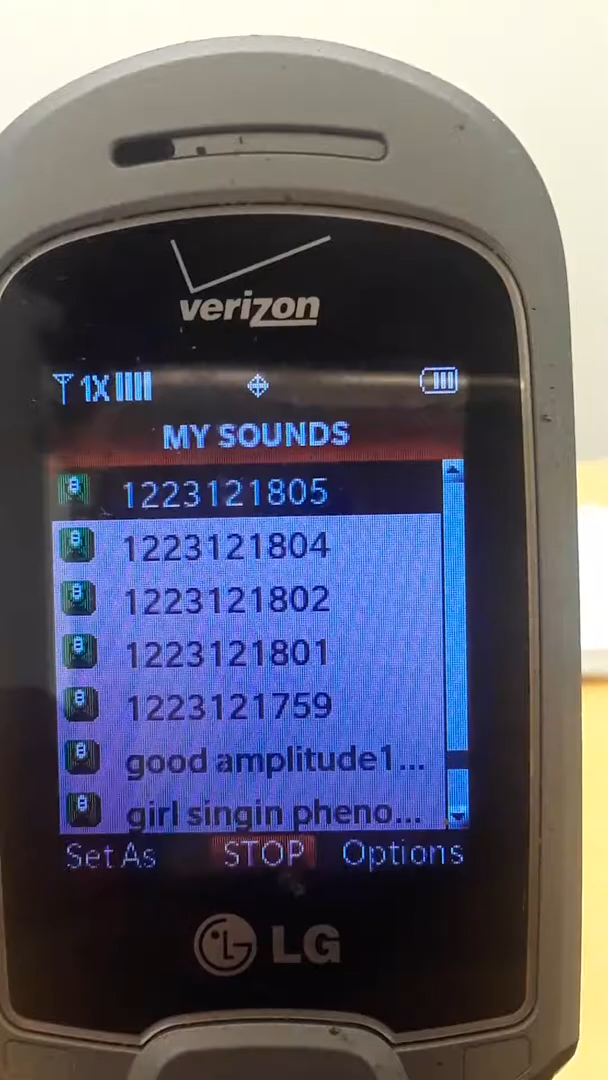 verizon
1X
MY SOUNDS
1223121805
1223121804
1223121802
1223121801
1223121759
good amplitude1...
girl singin pheno...
Set As STOP Options
LG